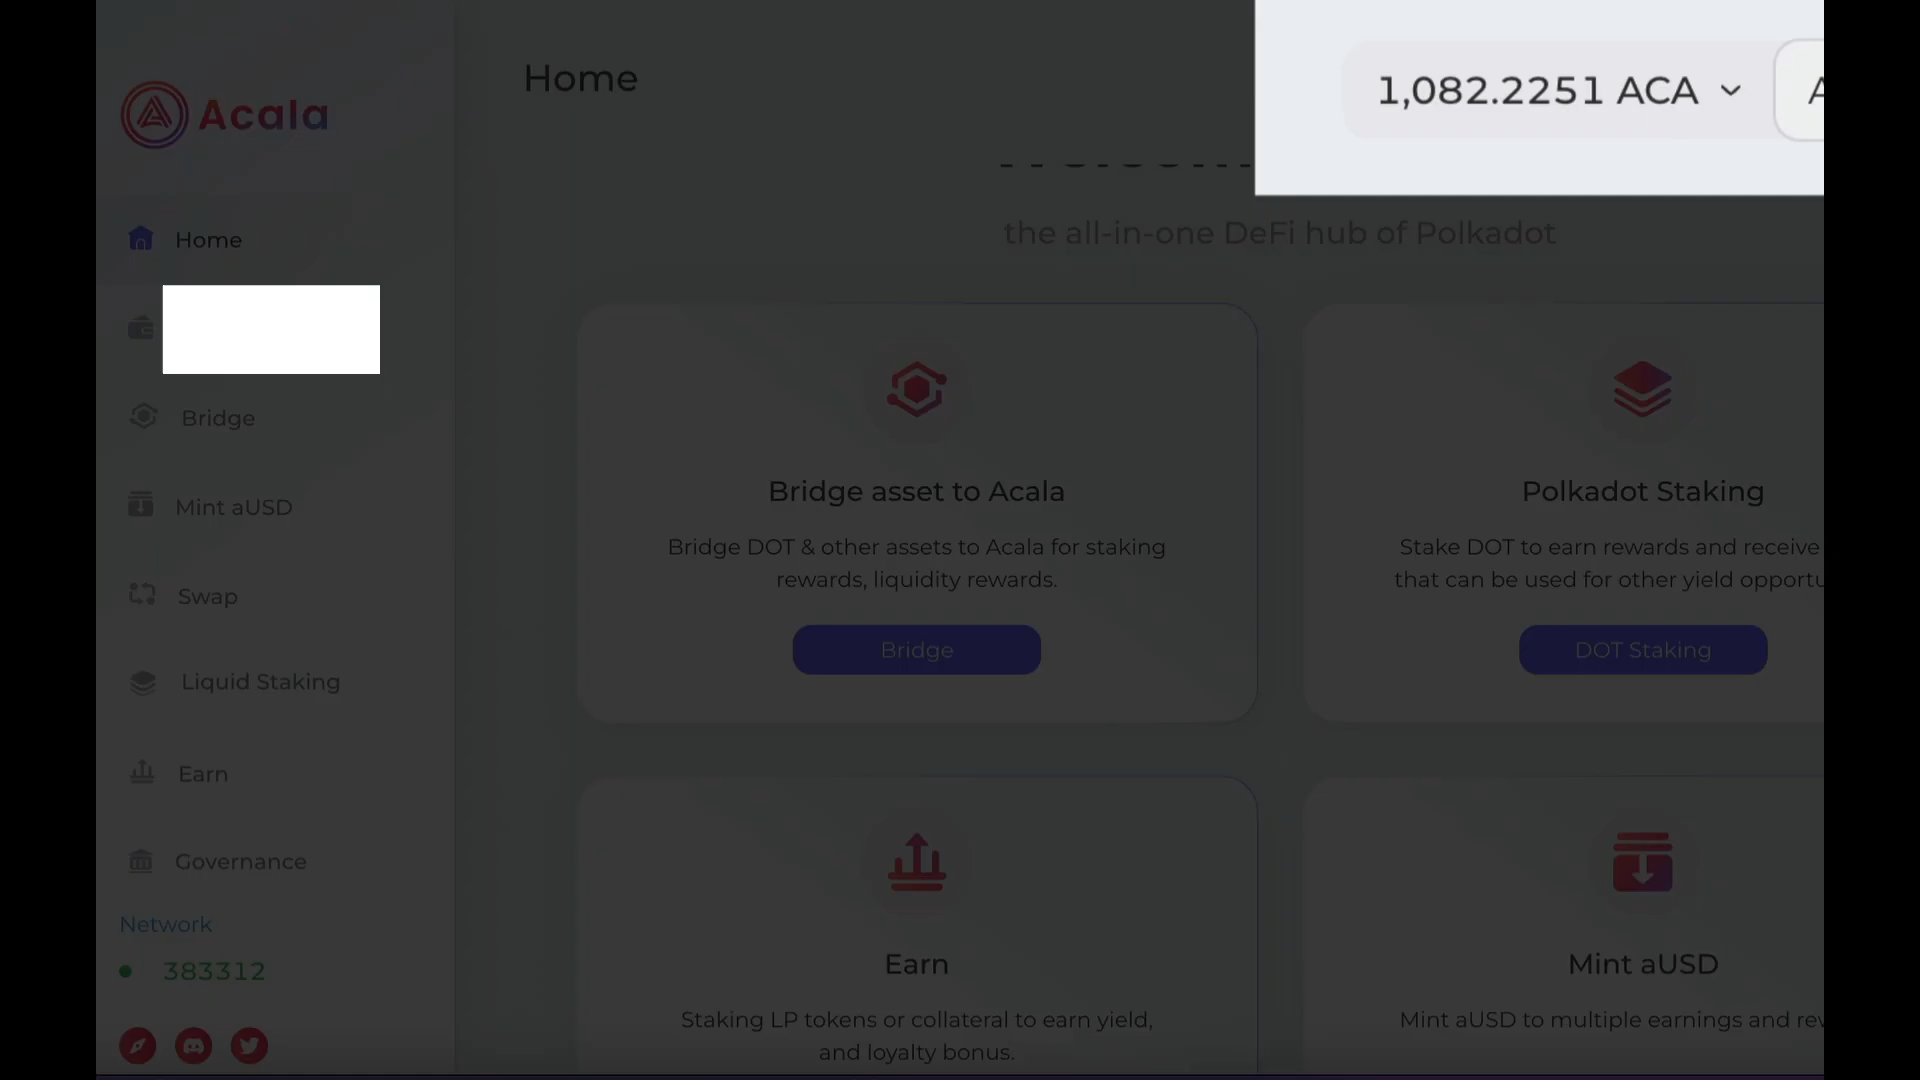 Acala
Home
1,082.2251 ACA
the all-in-one DeFi hub of Polkadot
Home
Bridge
Mint aUSD
Swap
Liquid Staking
Earn
Governance
Network
383312
Bridge asset to Acala
Bridge DOT & other assets to Acala for staking
rewards, liquidity rewards.
Bridge
Polkadot Staking
Stake DOT to earn rewards and receive
that can be used for other yield
DOT Staking
Earn
Staking LP tokens or collateral to earn yield,
and loyalty bonus.
Mint aUSD
Mint aUSD to multiple earnings and